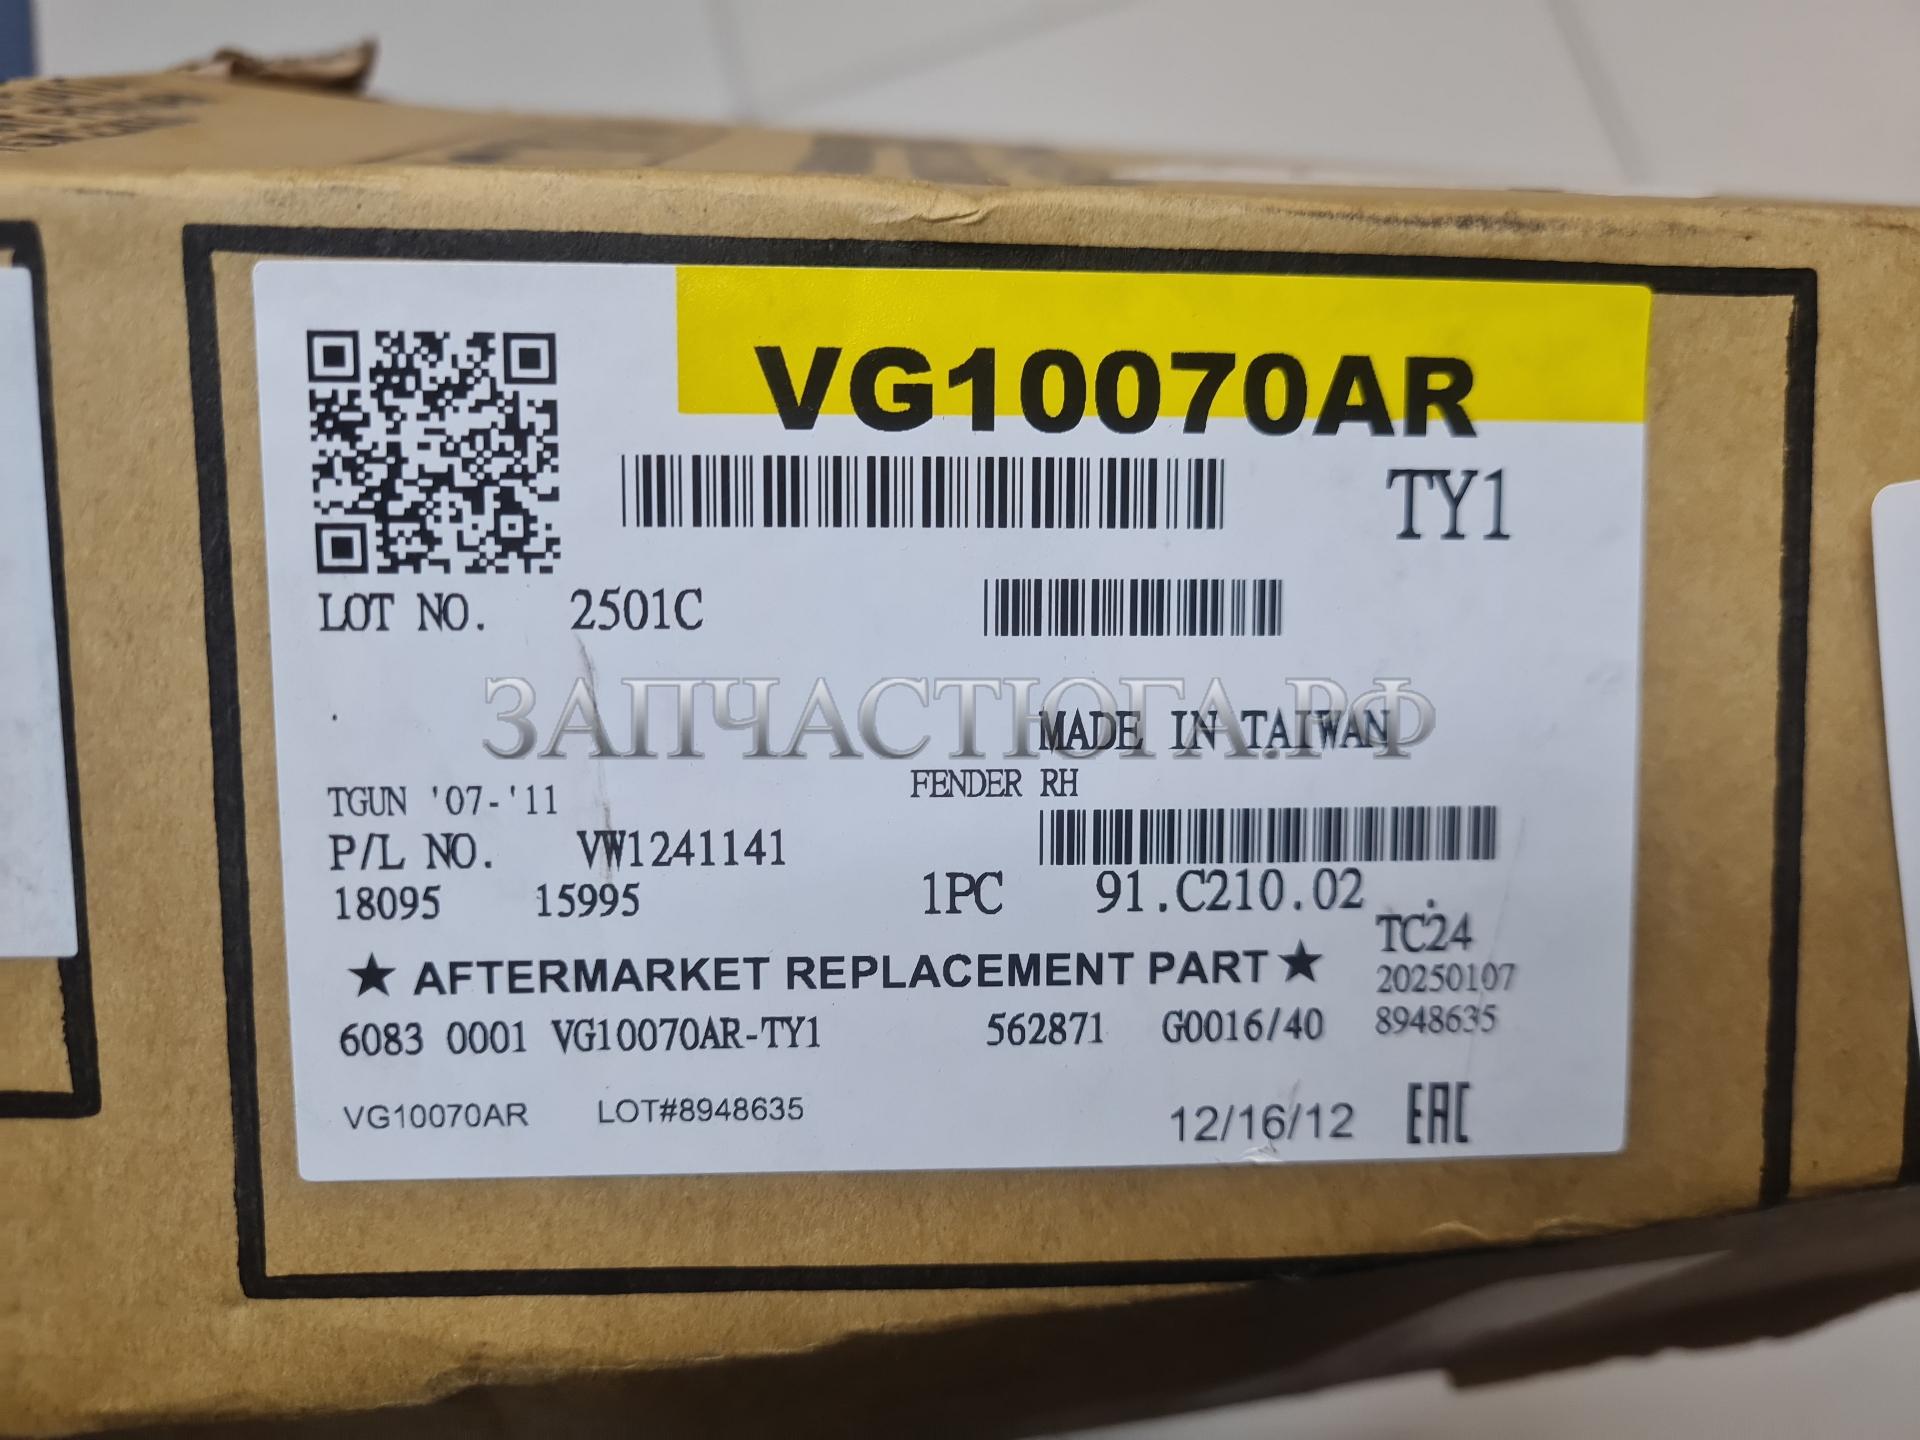 VG10070AR
TY1
LOT NO. 2501C
ЗАПЧАСТЮГА.РФ
MADE IN TAIWAN
FENDER RH
TGUN '07-'11
P/L NO. VW1241141
18095 15995 1PC 91.C210.02
TC24
★ AFTERMARKET REPLACEMENT PART ★
20250107
6083 0001 VG10070AR-TY1 562871 G0016/40 8948635
VG10070AR LOT#8948635 12/16/12 EAC